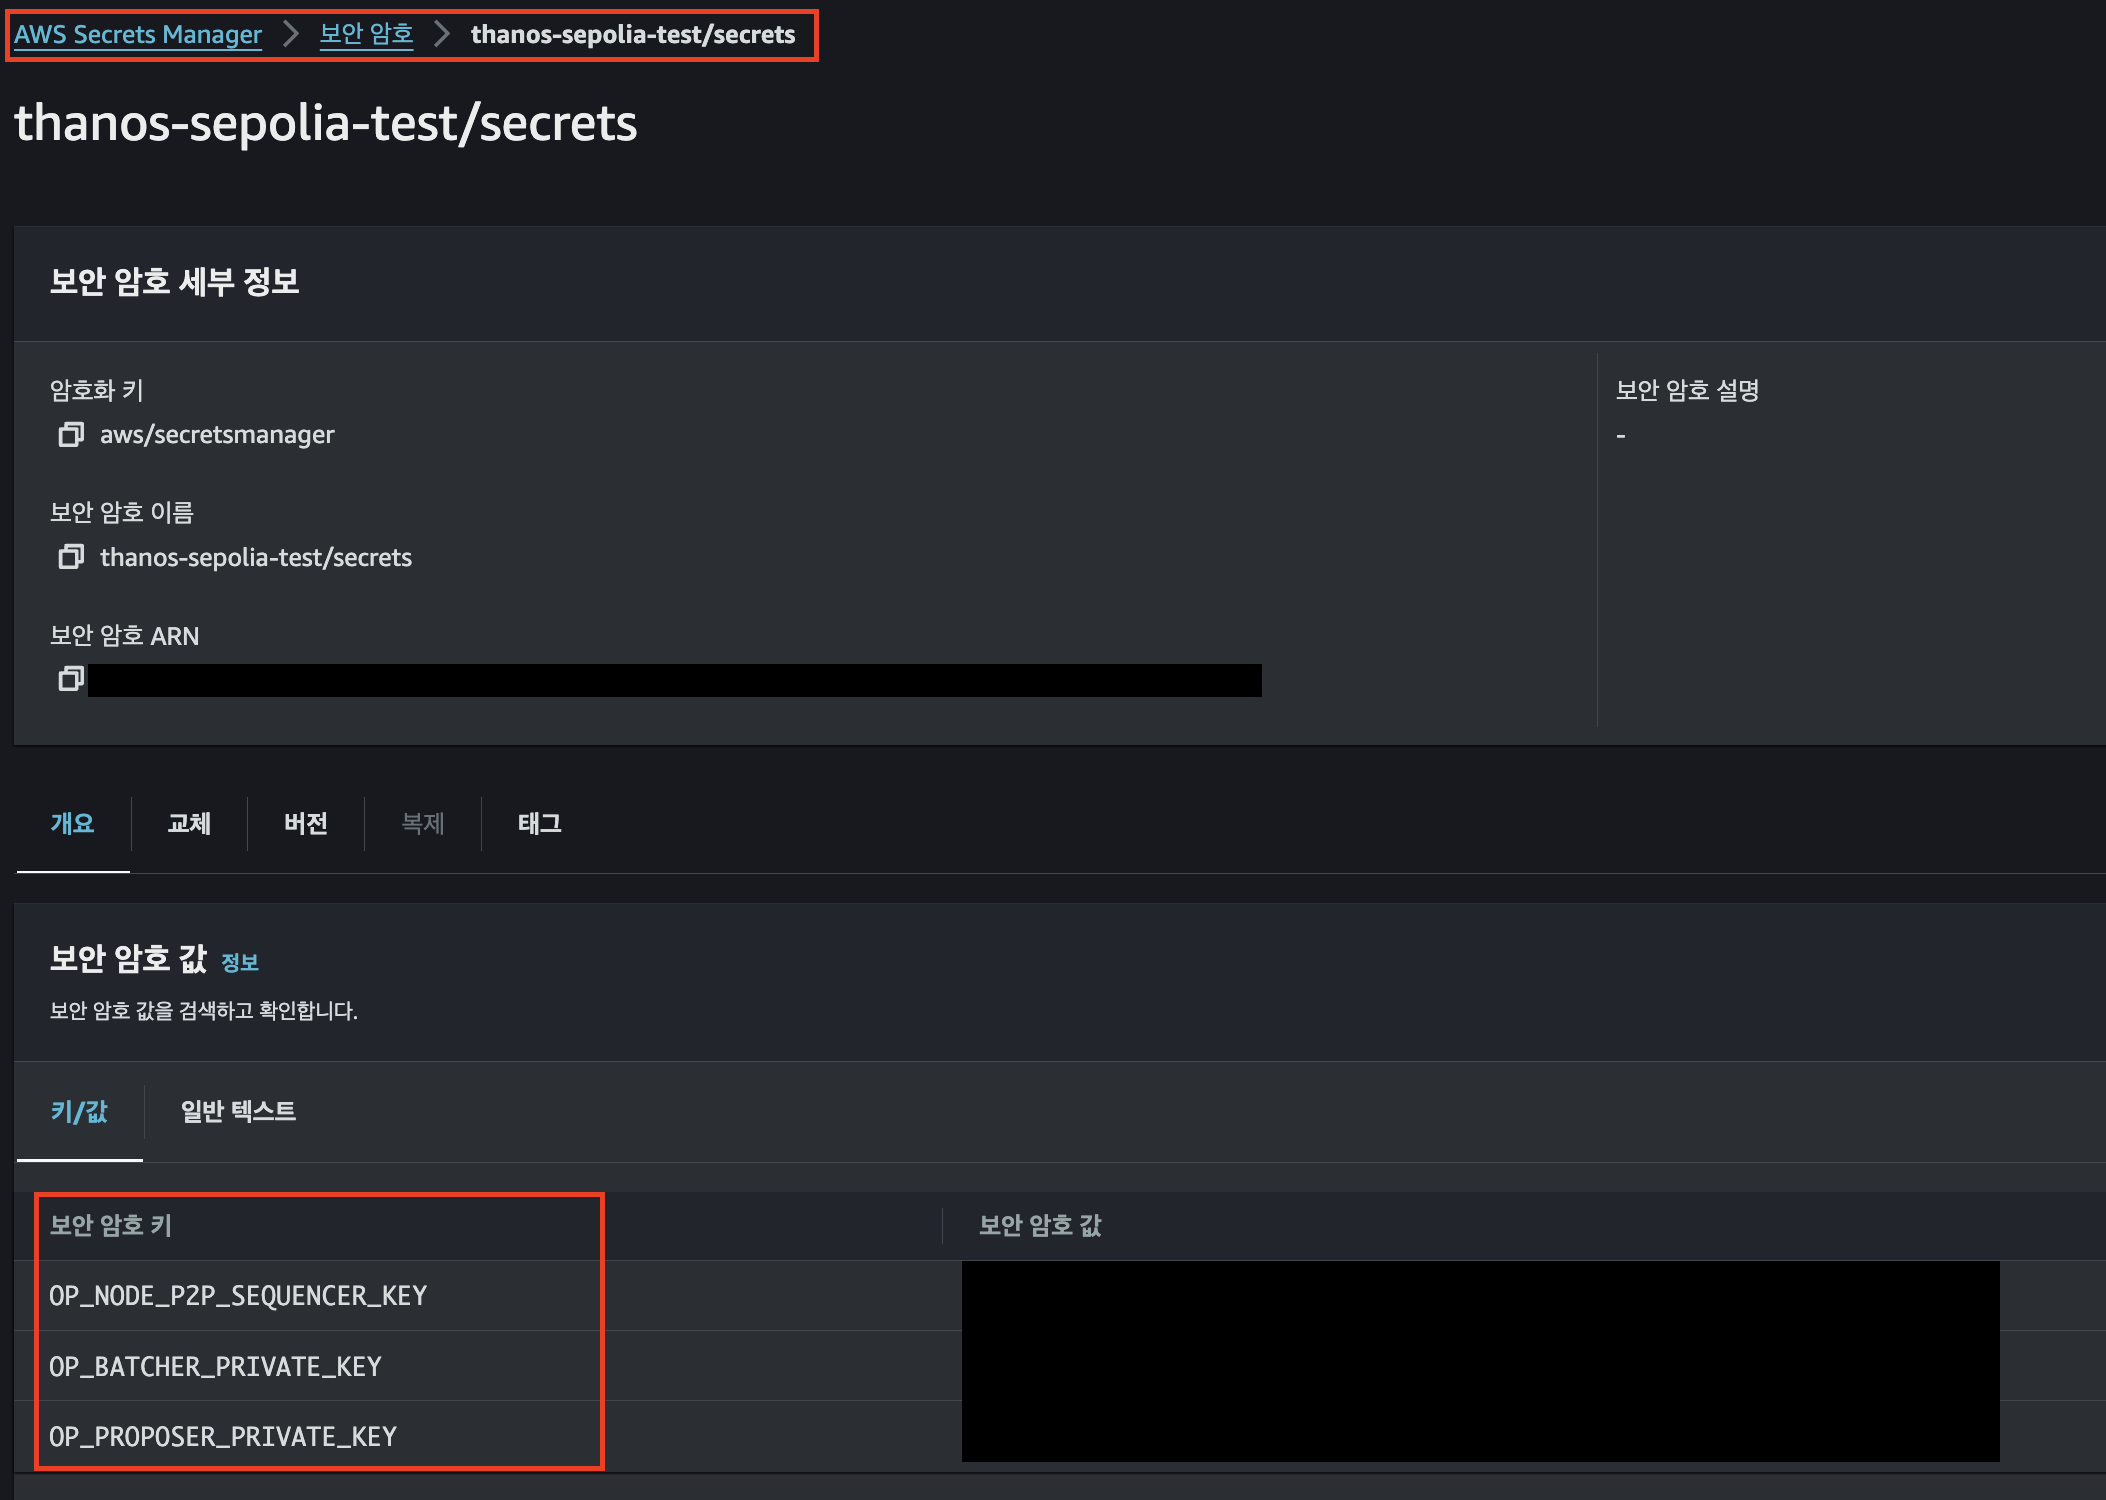 AWS Secrets Manager > 보안 암호 > thanos-sepolia-test/secrets
thanos-sepolia-test/secrets
보안 암호 세부 정보
암호화 키
aws/secretsmanager
보안 암호 설명
-
보안 암호 이름
thanos-sepolia-test/secrets
보안 암호 ARN
개요 교체 버전 복제 태그
보안 암호 값 정보
보안 암호 값을 검색하고 확인합니다.
키/값 일반 텍스트
보안 암호 키 보안 암호 값
OP_NODE_P2P_SEQUENCER_KEY
OP_BATCHER_PRIVATE_KEY
OP_PROPOSER_PRIVATE_KEY